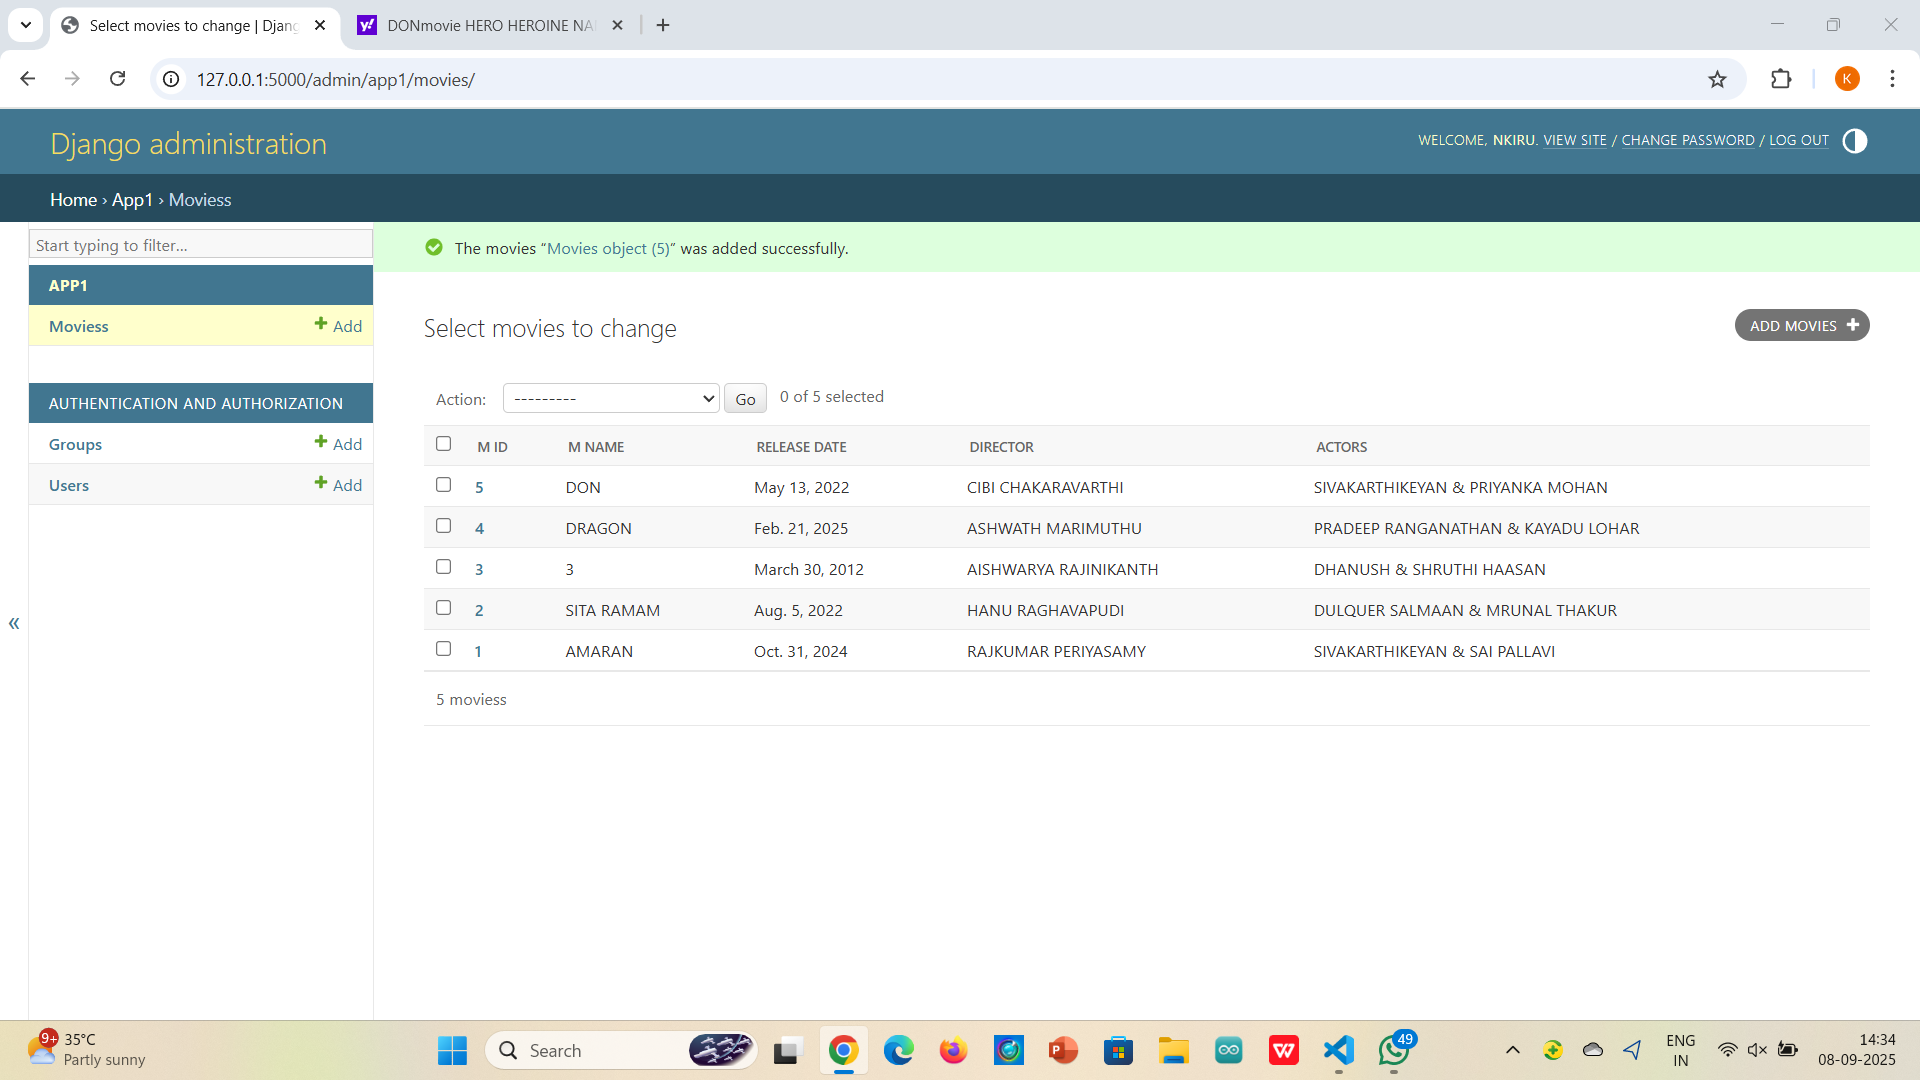 Select movies to change | Djang
DONmovie HERO HEROINE NA
127.0.0.1:5000/admin/app1/movies/
K
Django administration
WELCOME, NKIRU. VIEW SITE / CHANGE PASSWORD / LOG OUT
Home › App1 › Moviess
Start typing to filter...
The movies “Movies object (5)” was added successfully.
APP1
Moviess Add
AUTHENTICATION AND AUTHORIZATION
Groups Add
Users Add
«
Select movies to change
ADD MOVIES
Action: --------- Go 0 of 5 selected
M ID M NAME RELEASE DATE DIRECTOR ACTORS
5 DON May 13, 2022 CIBI CHAKARAVARTHI SIVAKARTHIKEYAN & PRIYANKA MOHAN
4 DRAGON Feb. 21, 2025 ASHWATH MARIMUTHU PRADEEP RANGANATHAN & KAYADU LOHAR
3 3 March 30, 2012 AISHWARYA RAJINIKANTH DHANUSH & SHRUTHI HAASAN
2 SITA RAMAM Aug. 5, 2022 HANU RAGHAVAPUDI DULQUER SALMAAN & MRUNAL THAKUR
1 AMARAN Oct. 31, 2024 RAJKUMAR PERIYASAMY SIVAKARTHIKEYAN & SAI PALLAVI
5 moviess
9+ 35°C
Partly sunny
Search
49
ENG
IN
14:34
08-09-2025